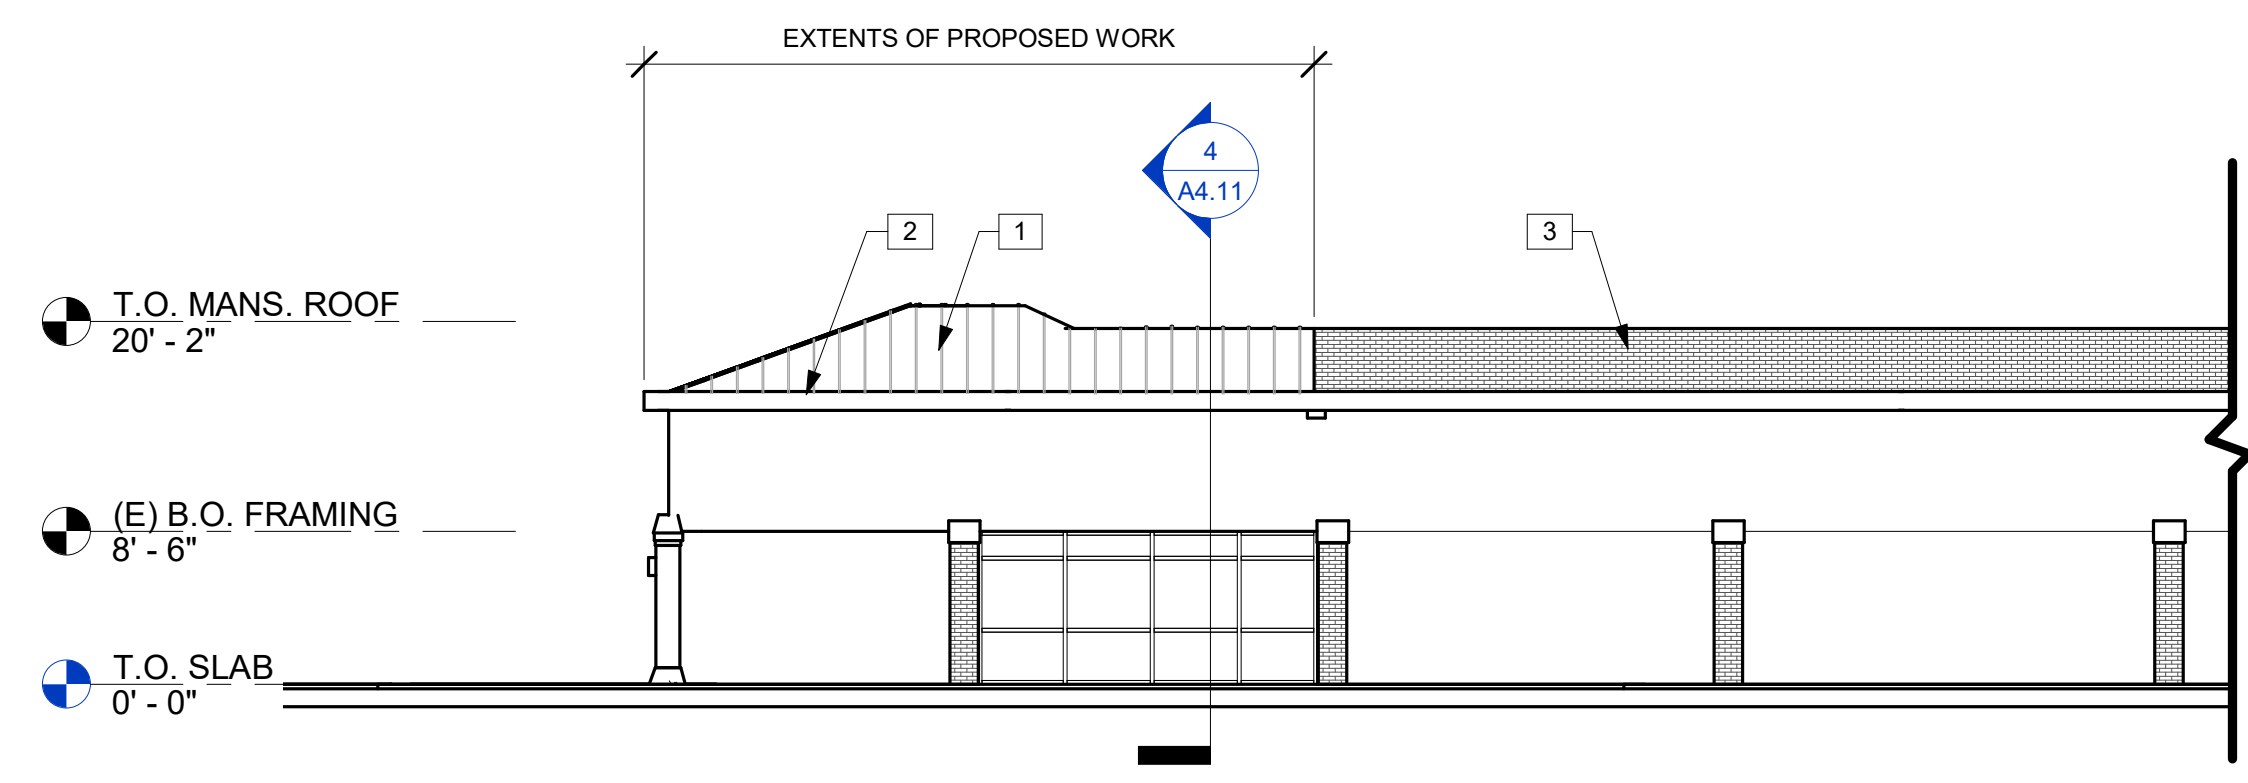 EXTENTS OF PROPOSED WORK
4
A4.11
2
1
3
T.O. MANS. ROOF
20' - 2"
(E) B.O. FRAMING
8' - 6"
T.O. SLAB
0' - 0"